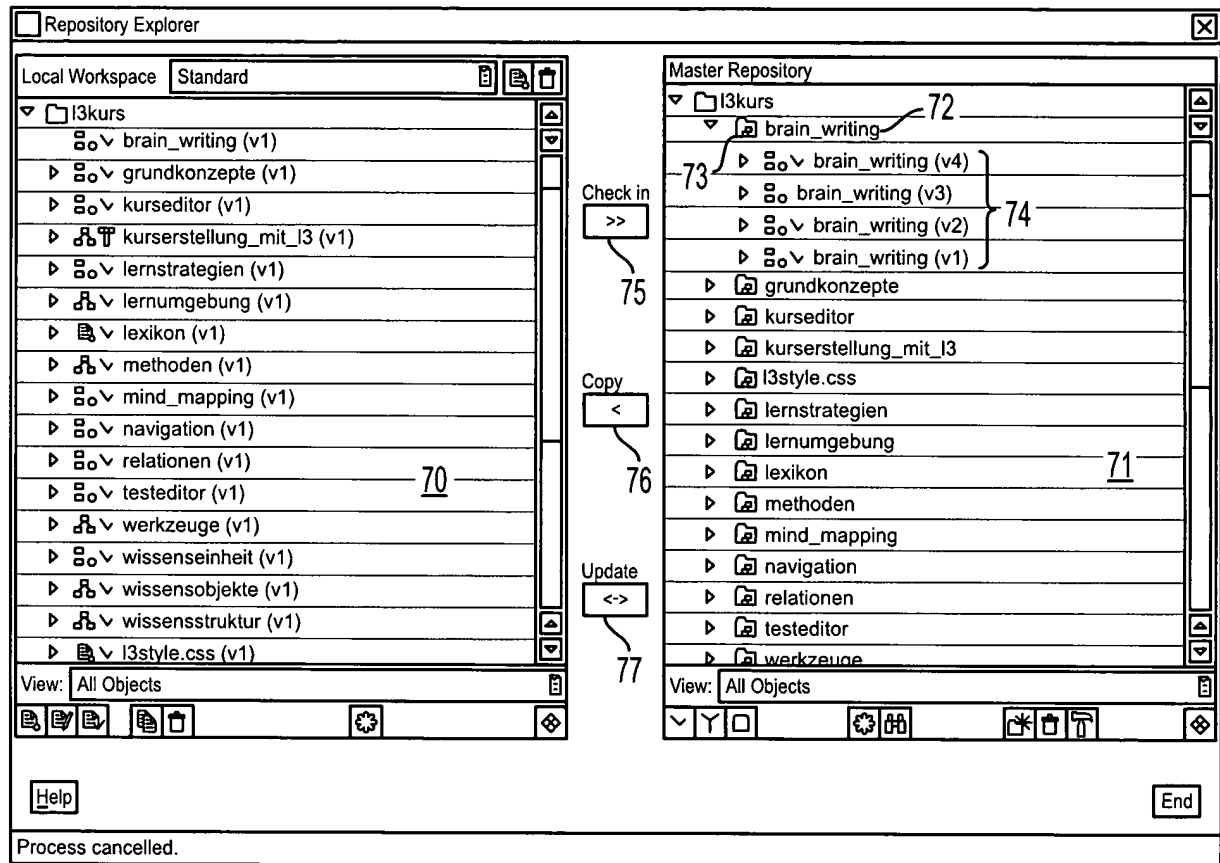 Repository Explorer
Local Workspace Standard
l3kurs
brain_writing (v1)
grundkonzepte (v1)
kurseditor (v1)
kurserstellung_mit_l3 (v1)
lernstrategien (v1)
lernumgebung (v1)
lexikon (v1)
methoden (v1)
mind_mapping (v1)
navigation (v1)
relationen (v1)
70
testeditor (v1)
werkzeuge (v1)
wissenseinheit (v1)
wissensobjekte (v1)
wissensstruktur (v1)
l3style.css (v1)
View: All Objects
Check in
>>
75
Copy
<
76
Update
<->
77
Master Repository
l3kurs
72
brain_writing
73
brain_writing (v4)
brain_writing (v3)
74
brain_writing (v2)
brain_writing (v1)
grundkonzepte
kurseditor
kurserstellung_mit_l3
l3style.css
lernstrategien
lernumgebung
lexikon
71
methoden
mind_mapping
navigation
relationen
testeditor
werkzeuge
View: All Objects
Help
End
Process cancelled.